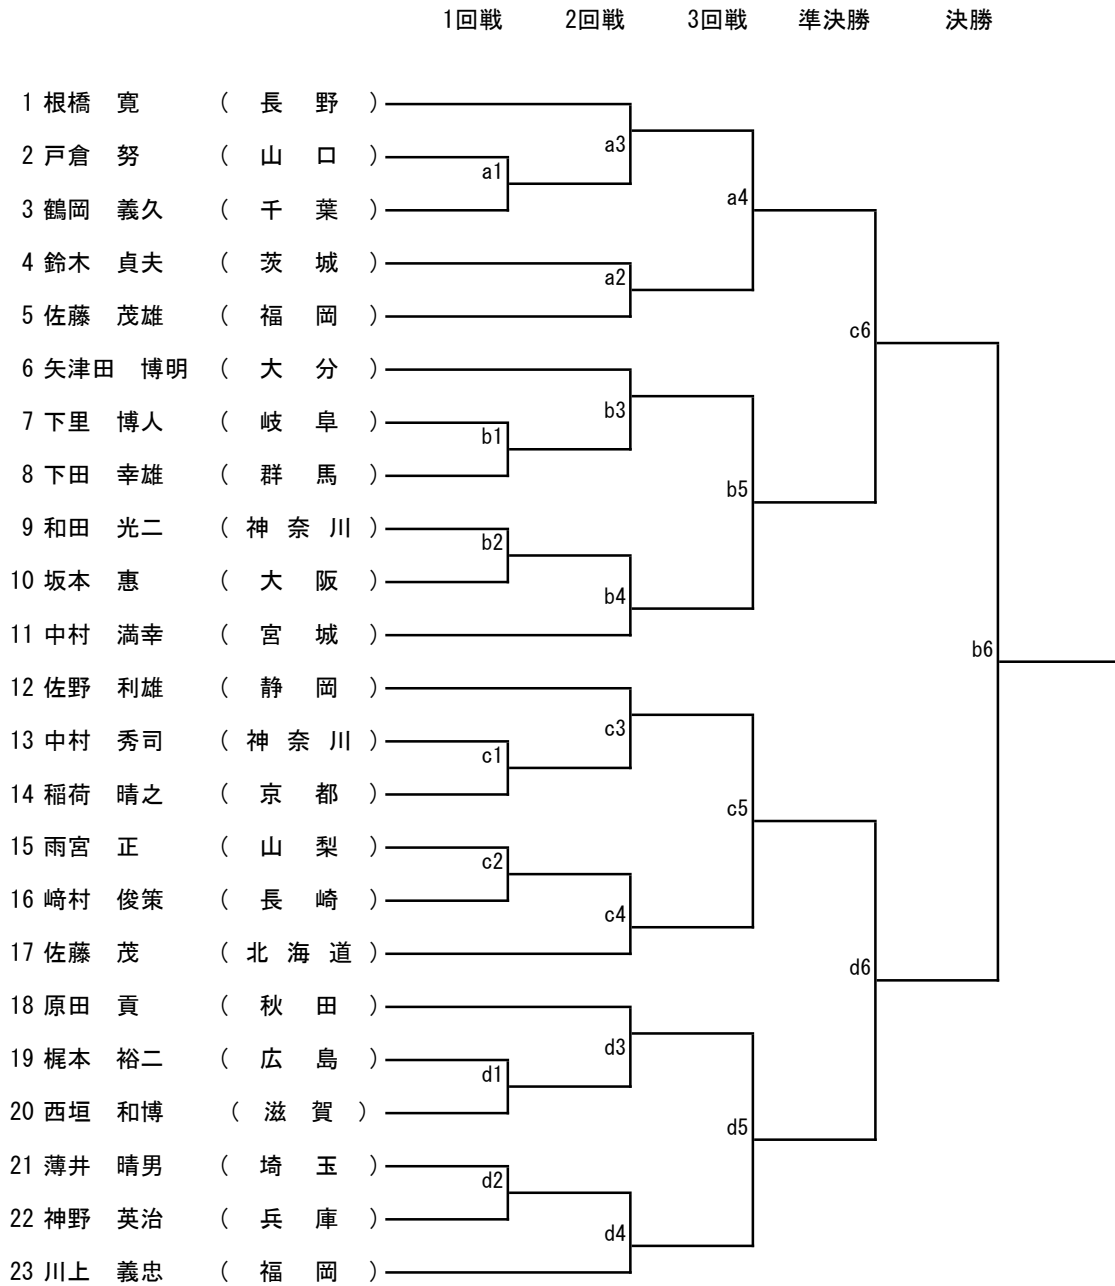 1回戦 2回戦 3回戦 準決勝 決勝
1 根橋 寛 ( 長 野 )
a3
2 戸倉 努 ( 山 口 )
a1
a4
3 鶴岡 義久 ( 千 葉 )
4 鈴木 貞夫 ( 茨 城 )
a2
5 佐藤 茂雄 ( 福 岡 )
c6
6 矢津田 博明 ( 大 分 )
b3
7 下里 博人 ( 岐 阜 )
b1
8 下田 幸雄 ( 群 馬 )
b5
9 和田 光二 ( 神 奈 川 )
b2
10 坂本 惠 ( 大 阪 )
b4
11 中村 満幸 ( 宮 城 )
b6
12 佐野 利雄 ( 静 岡 )
c3
13 中村 秀司 ( 神 奈 川 )
c1
14 稲荷 晴之 ( 京 都 )
c5
15 雨宮 正 ( 山 梨 )
c2
16 﨑村 俊策 ( 長 崎 )
c4
17 佐藤 茂 ( 北 海 道 )
d6
18 原田 貢 ( 秋 田 )
d3
19 梶本 裕二 ( 広 島 )
d1
20 西垣 和博 ( 滋 賀 )
d5
21 薄井 晴男 ( 埼 玉 )
d2
22 神野 英治 ( 兵 庫 )
d4
23 川上 義忠 ( 福 岡 )